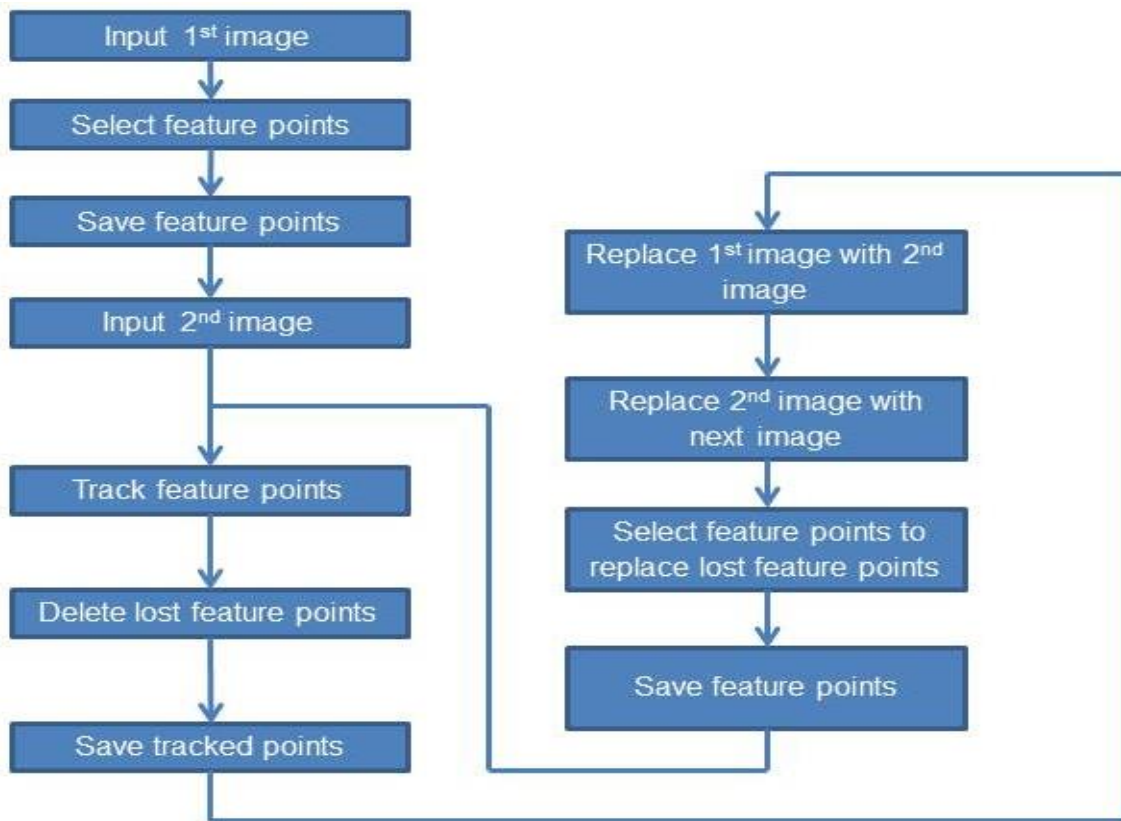 Input 1st image
Select feature points
Save feature points
Input 2nd image
Track feature points
Delete lost feature points
Save tracked points
Replace 1st image with 2nd
image
Replace 2nd image with
next image
Select feature points to
replace lost feature points
Save feature points